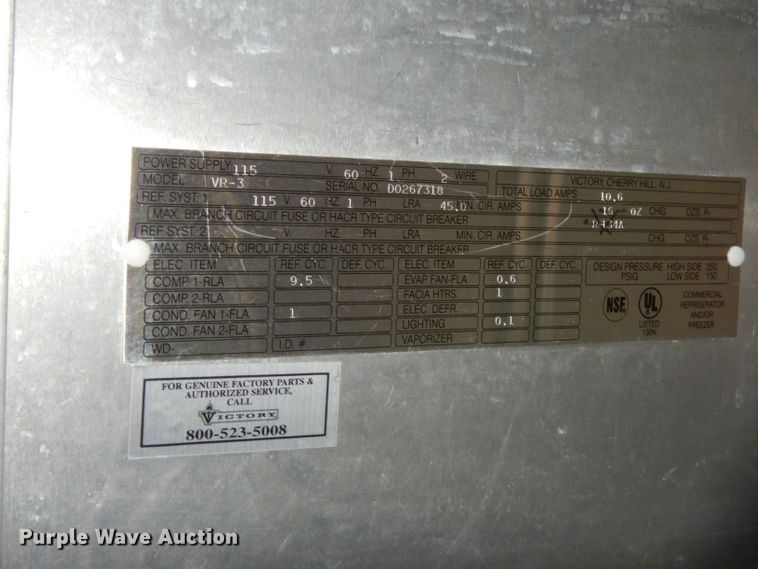 POWER SUPPLY 115 V. 60 HZ 1 PH 2 WIRE
VICTORY CHERRY HILL, N.J.
MODEL VR-3 SERIAL NO. D0267318
TOTAL LOAD AMPS 10.6
REF. SYST 1 115 V. 60 HZ 1 PH LRA 45.0 CIR. AMPS 15 OZ CHG. OZS. R-
MAX. BRANCH CIRCUIT FUSE OR HACR TYPE CIRCUIT BREAKER
REF SYST 2 V. HZ PH LRA MIN. CIR. AMPS CHG. OZS. R-
MAX. BRANCH CIRCUIT FUSE OR HACR TYPE CIRCUIT BREAKER
ELEC. ITEM REF. CYC. DEF. CYC. ELEC. ITEM REF. CYC. DEF. CYC.
DESIGN PRESSURE HIGH SIDE 350
PSIG LOW SIDE 150
COMP. 1-RLA 9.5 EVAP FAN-FLA 0.6
COMP. 2-RLA FACIA HTRS. 1
COND. FAN 1-FLA 1 ELEC. DEFR.
COND. FAN 2-FLA LIGHTING 0.1
WD- I.D. # VAPORIZER
NSF UL
LISTED
130N
COMMERCIAL
REFRIGERATOR
AND/OR
FREEZER
FOR GENUINE FACTORY PARTS &
AUTHORIZED SERVICE,
CALL
VICTORY
800-523-5008
Purple Wave Auction